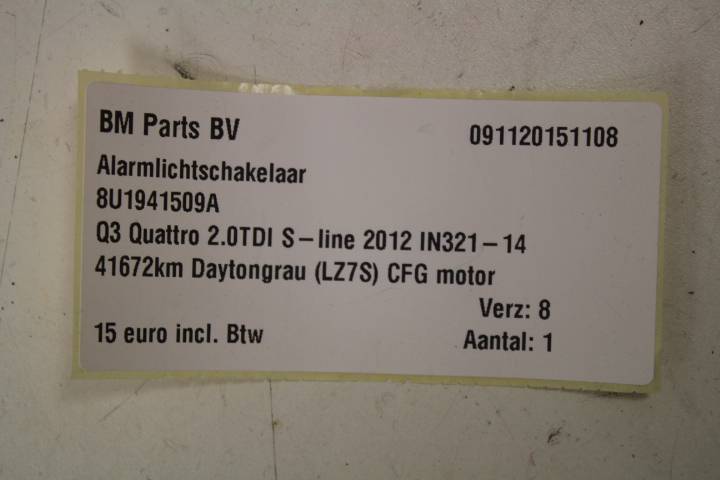 BM Parts BV 091120151108
Alarmlichtschakelaar
8U1941509A
Q3 Quattro 2.0TDI S-line 2012 IN321-14
41672km Daytongrau (LZ7S) CFG motor
Verz: 8
15 euro incl. Btw Aantal: 1